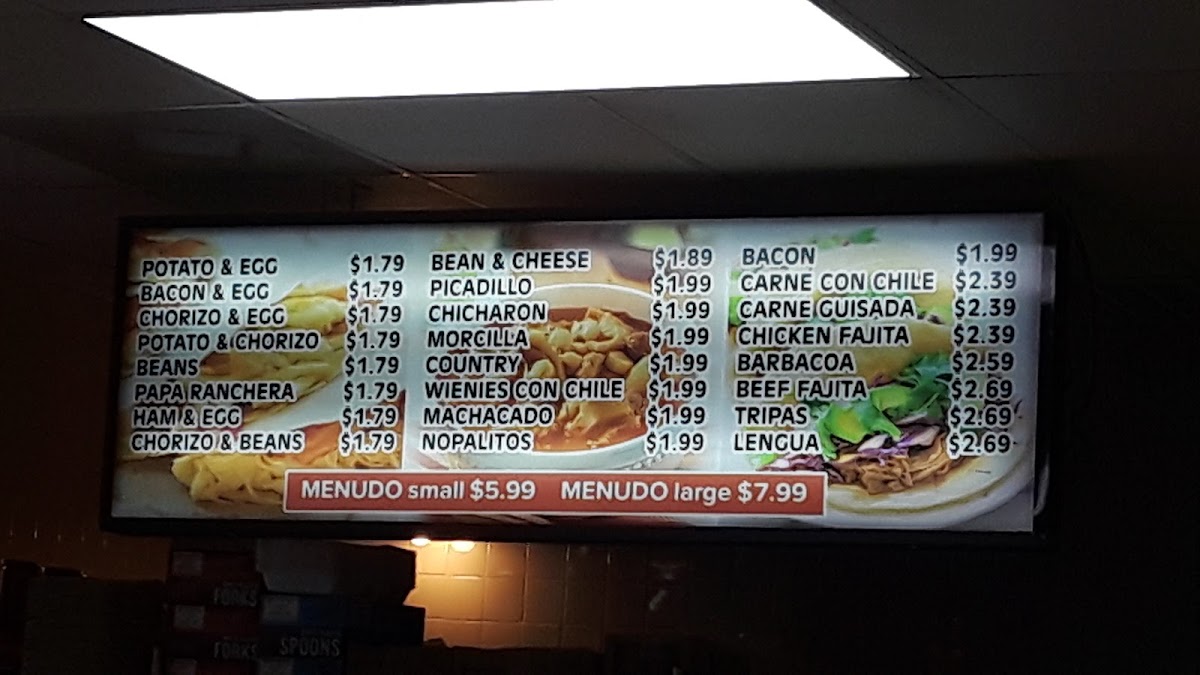 POTATO & EGG $1.79
BACON & EGG $1.79
CHORIZO & EGG $1.79
POTATO & CHORIZO $1.79
BEANS $1.79
PAPA RANCHERA $1.79
HAM & EGG $1.79
CHORIZO & BEANS $1.79
BEAN & CHEESE $1.89
PICADILLO $1.99
CHICHARON $1.99
MORCILLA $1.99
COUNTRY $1.99
WIENIES CON CHILE $1.99
MACHACADO $1.99
NOPALITOS $1.99
BACON $1.99
CARNE CON CHILE $2.39
CARNE GUISADA $2.39
CHICKEN FAJITA $2.39
BARBACOA $2.59
BEEF FAJITA $2.69
TRIPAS $2.69
LENGUA $2.69
MENUDO small $5.99 MENUDO large $7.99
FORKS
FORKS
SPOONS